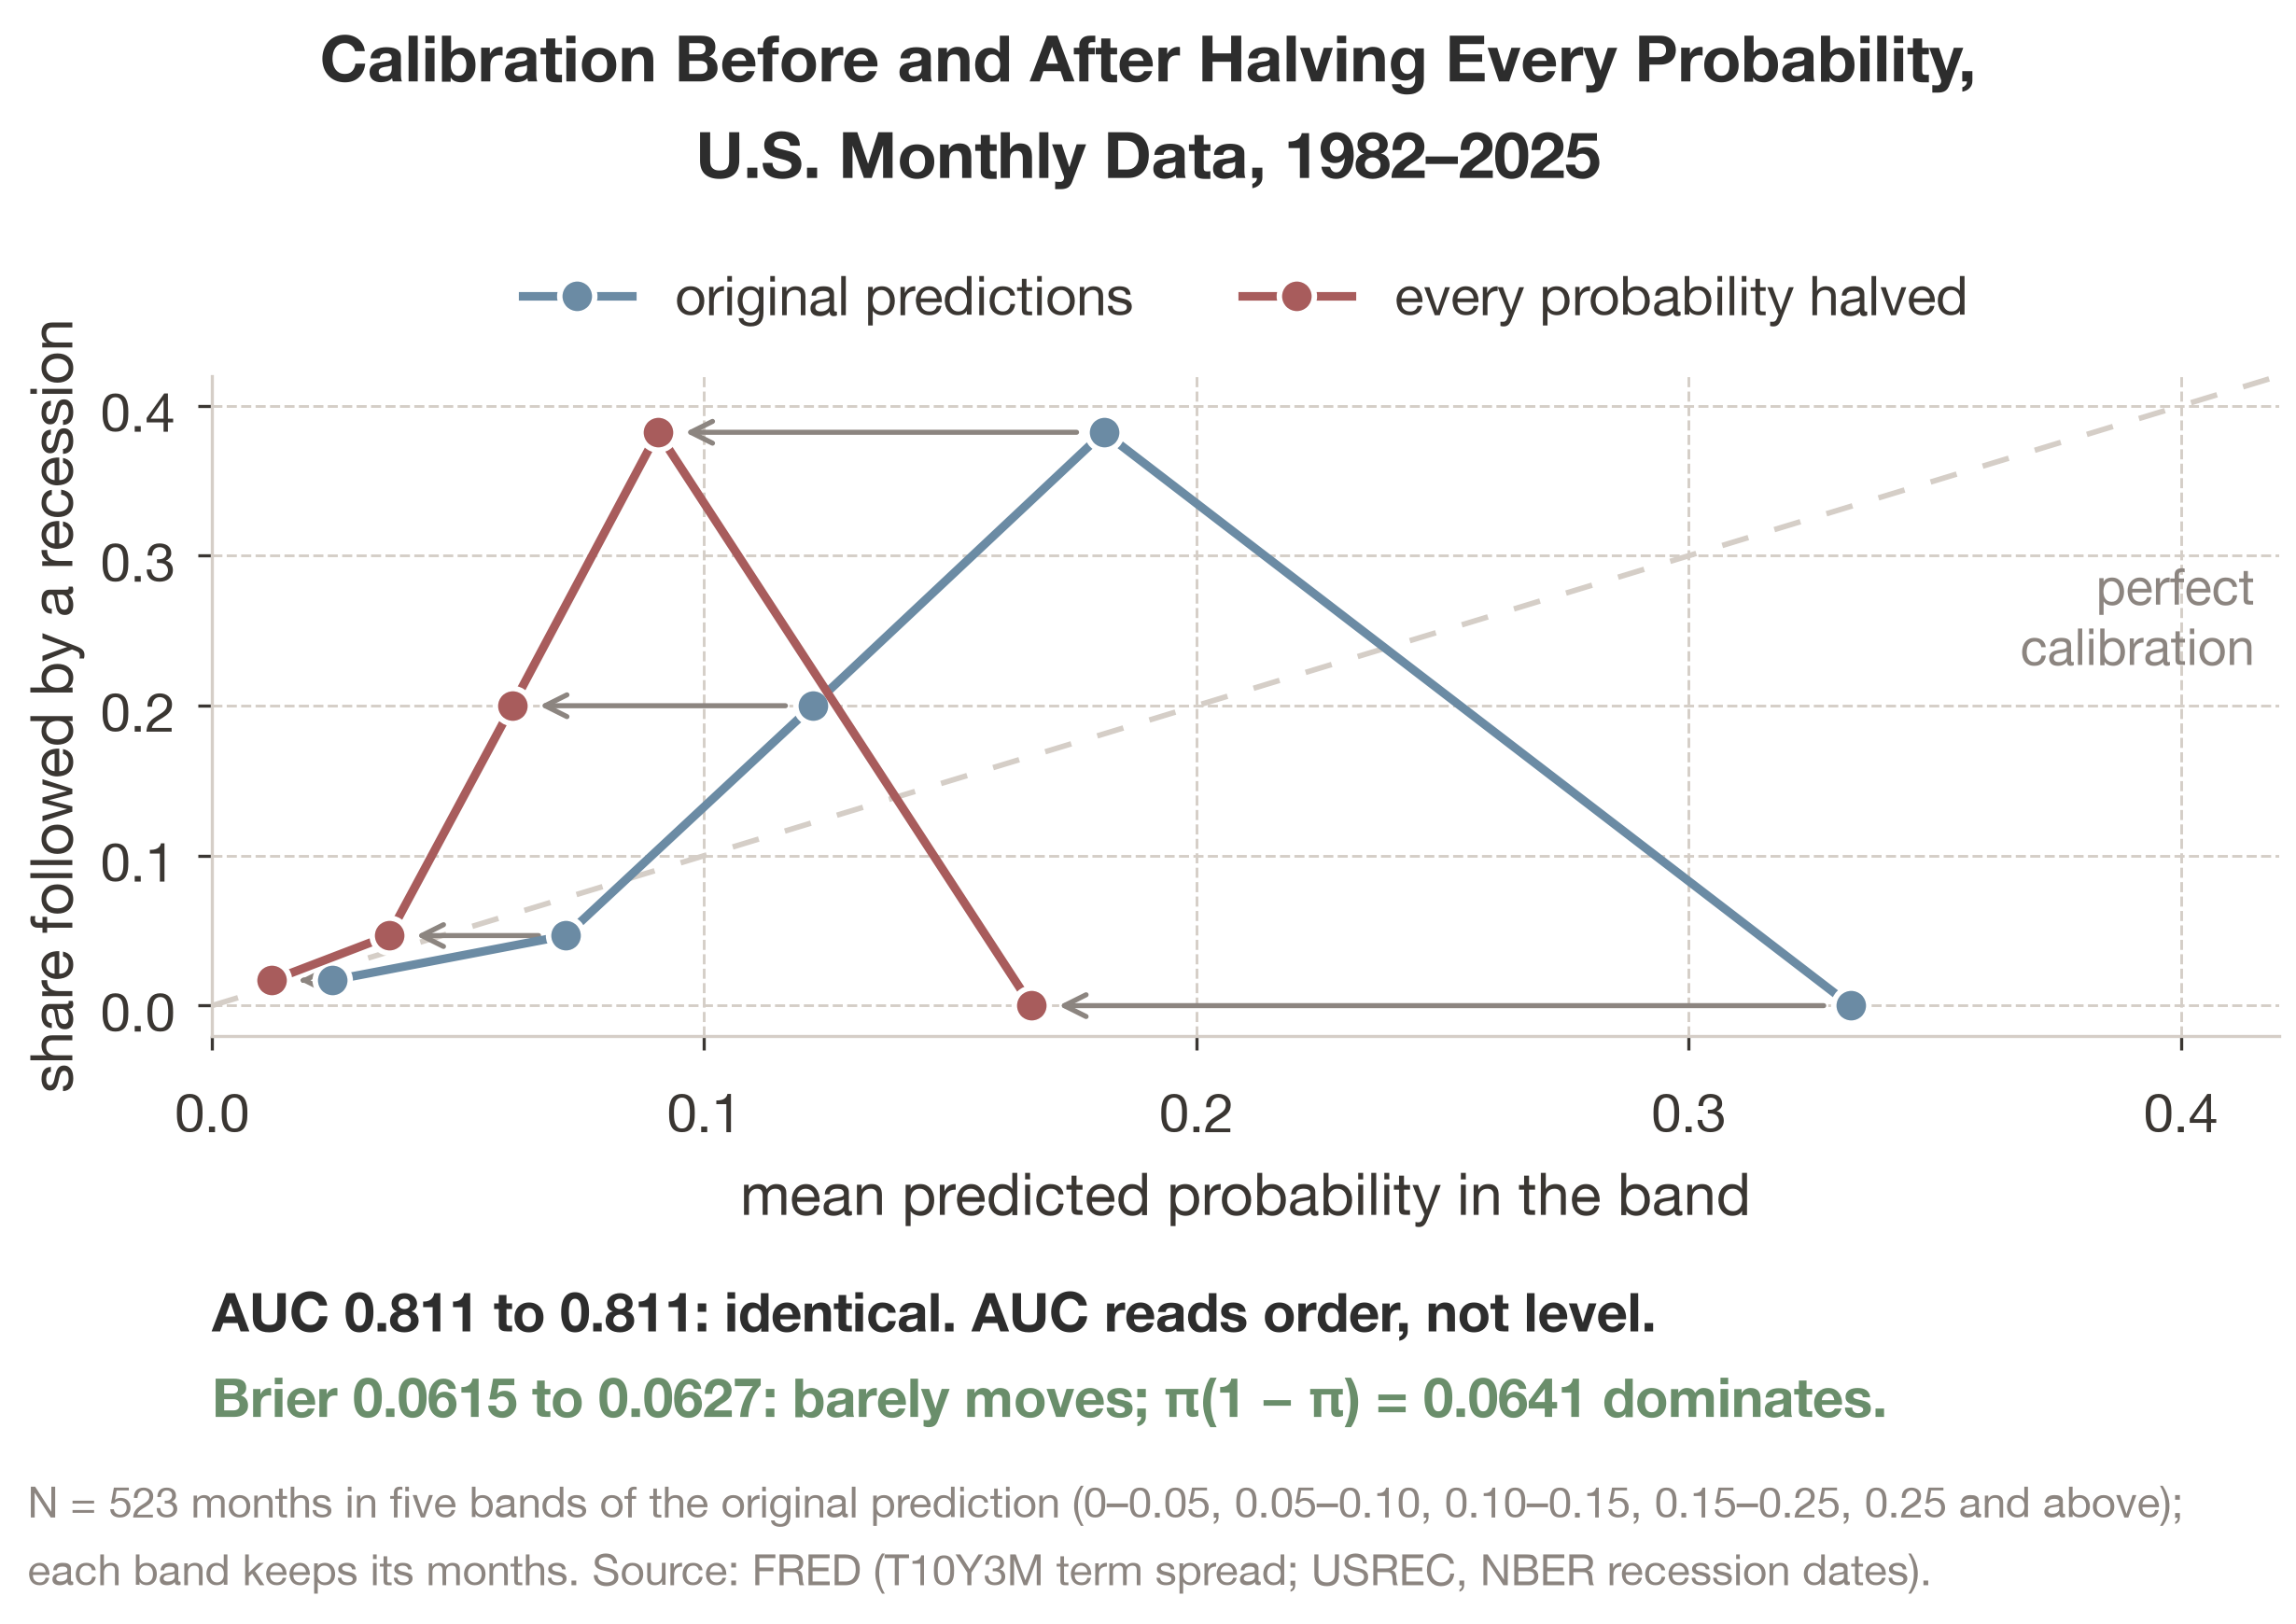 Calibration Before and After Halving Every Probability,
U.S. Monthly Data, 1982–2025
original predictions
every probability halved
share followed by a recession
0.4
0.3
0.2
0.1
0.0
perfect
calibration
0.0
0.1
0.2
0.3
0.4
mean predicted probability in the band
AUC 0.811 to 0.811: identical. AUC reads order, not level.
Brier 0.0615 to 0.0627: barely moves; π(1 − π) = 0.0641 dominates.
N = 523 months in five bands of the original prediction (0–0.05, 0.05–0.10, 0.10–0.15, 0.15–0.25, 0.25 and above);
each band keeps its months. Source: FRED (T10Y3M term spread; USREC, NBER recession dates).